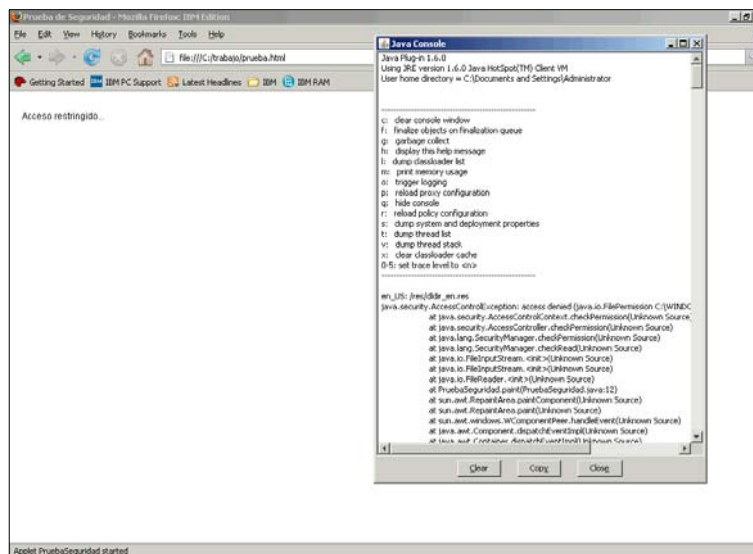 Prueba de Seguridad - Mozilla Firefox: IBM Edition
File Edit View History Bookmarks Tools Help
file:///C:/trabajo/prueba.html
Getting Started IBM PC Support Latest Headlines IBM IBM RAM
Acceso restringido...
Java Console
Java Plug-in 1.6.0
Using JRE version 1.6.0 Java HotSpot(TM) Client VM
User home directory = C:\Documents and Settings\Administrator
----------------------------------------------------
c: clear console window
f: finalize objects on finalization queue
g: garbage collect
h: display this help message
l: dump classloader list
m: print memory usage
o: trigger logging
p: reload proxy configuration
q: hide console
r: reload policy configuration
s: dump system and deployment properties
t: dump thread list
v: dump thread stack
x: clear classloader cache
0-5: set trace level to <n>
----------------------------------------------------
en_US: /res/dldr_en.res
java.security.AccessControlException: access denied (java.io.FilePermission C:\WINDO
at java.security.AccessControlContext.checkPermission(Unknown Source
at java.security.AccessController.checkPermission(Unknown Source)
at java.lang.SecurityManager.checkPermission(Unknown Source)
at java.lang.SecurityManager.checkRead(Unknown Source)
at java.io.FileInputStream.<init>(Unknown Source)
at java.io.FileInputStream.<init>(Unknown Source)
at java.io.FileReader.<init>(Unknown Source)
at PruebaSeguridad.paint(PruebaSeguridad.java:12)
at sun.awt.RepaintArea.paintComponent(Unknown Source)
at sun.awt.RepaintArea.paint(Unknown Source)
at sun.awt.windows.WComponentPeer.handleEvent(Unknown Source)
at java.awt.Component.dispatchEventImpl(Unknown Source)
at java.awt.Container.dispatchEventImpl(Unknown Source)
Clear Copy Close
Applet PruebaSeguridad started